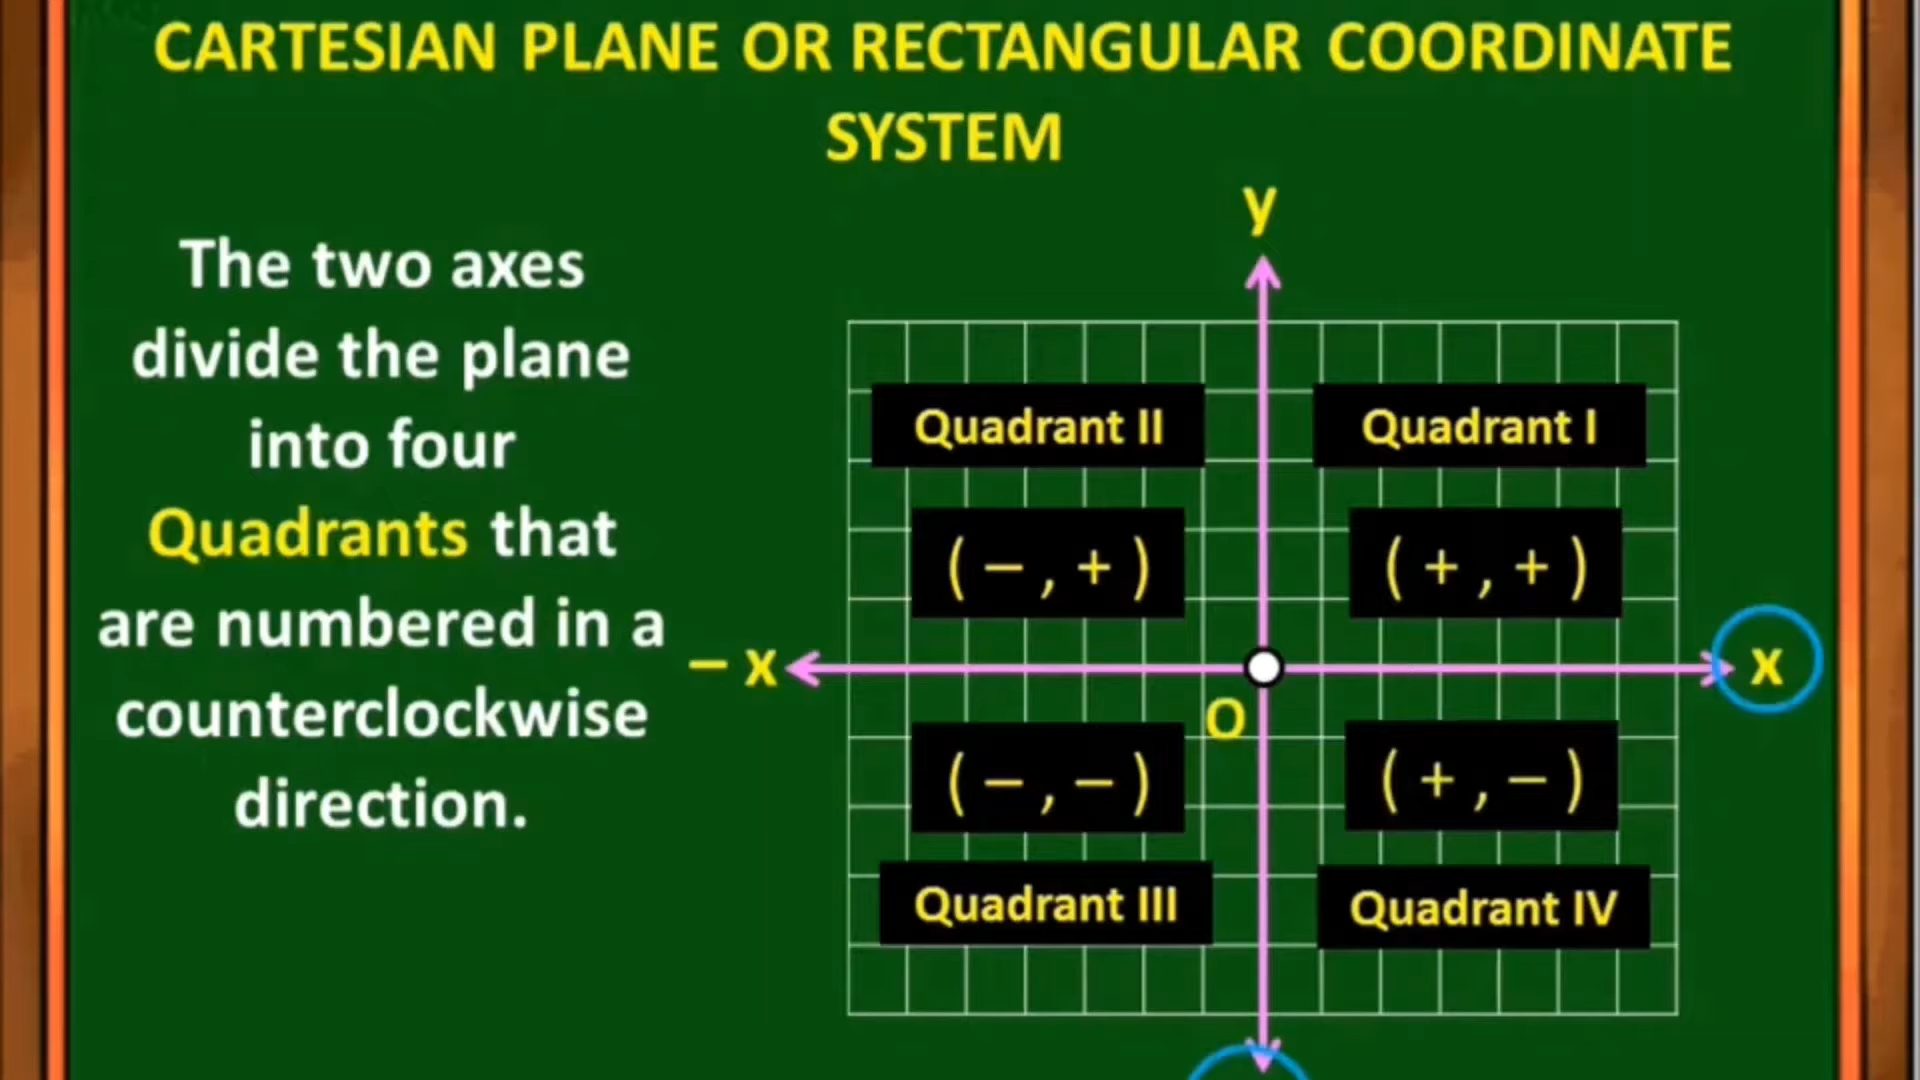 CARTESIAN PLANE OR RECTANGULAR COORDINATE
SYSTEM
The two axes
divide the plane
into four
Quadrants that
are numbered in a
counterclockwise
direction.
y
Quadrant II
Quadrant I
( – , + )
( + , + )
– x
x
O
( – , – )
( + , – )
Quadrant III
Quadrant IV